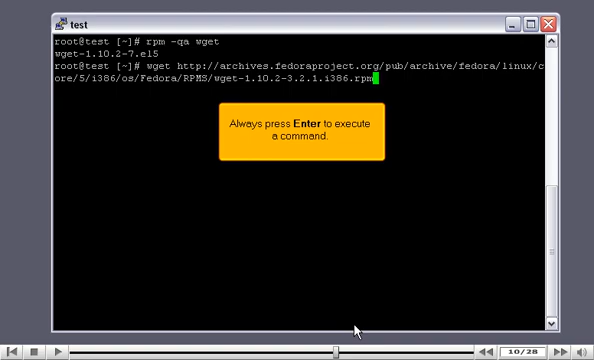 test
root@test [~]# rpm -qa wget
wget-1.10.2-7.el5
root@test [~]# wget http://archives.fedoraproject.org/pub/archive/fedora/linux/c
ore/5/i386/os/Fedora/RPMS/wget-1.10.2-3.2.1.i386.rpm
Always press Enter to execute
a command.
10/28